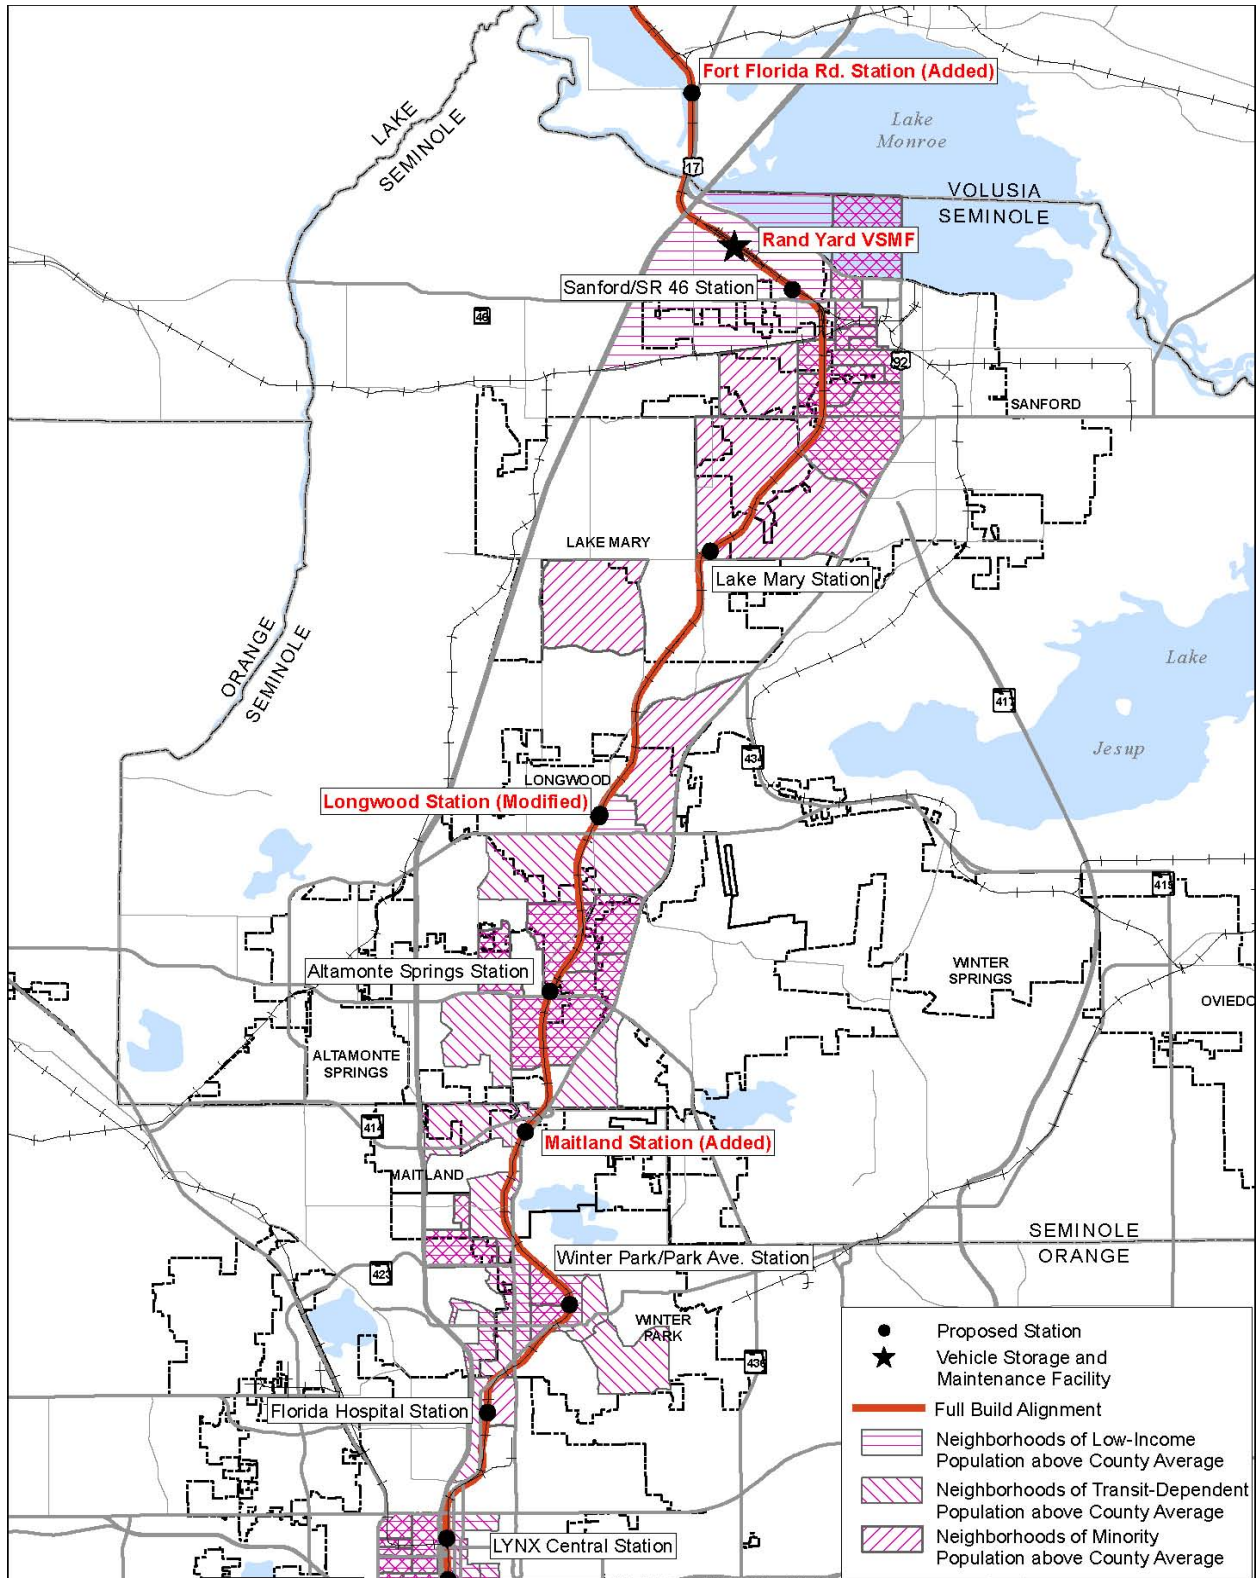 Fort Florida Rd. Station (Added)
Lake
Monroe
LAKE
SEMINOLE
17
VOLUSIA
SEMINOLE
Rand Yard VSMF
Sanford/SR 46 Station
46
92
SANFORD
LAKE MARY
Lake Mary Station
ORANGE
SEMINOLE
Lake
Jesup
417
434
LONGWOOD
Longwood Station (Modified)
419
Altamonte Springs Station
WINTER
SPRINGS
OVIEDO
ALTAMONTE
SPRINGS
414
Maitland Station (Added)
MAITLAND
SEMINOLE
ORANGE
Winter Park/Park Ave. Station
423
WINTER
PARK
436
Florida Hospital Station
LYNX Central Station
Proposed Station
Vehicle Storage and
Maintenance Facility
Full Build Alignment
Neighborhoods of Low-Income
Population above County Average
Neighborhoods of Transit-Dependent
Population above County Average
Neighborhoods of Minority
Population above County Average